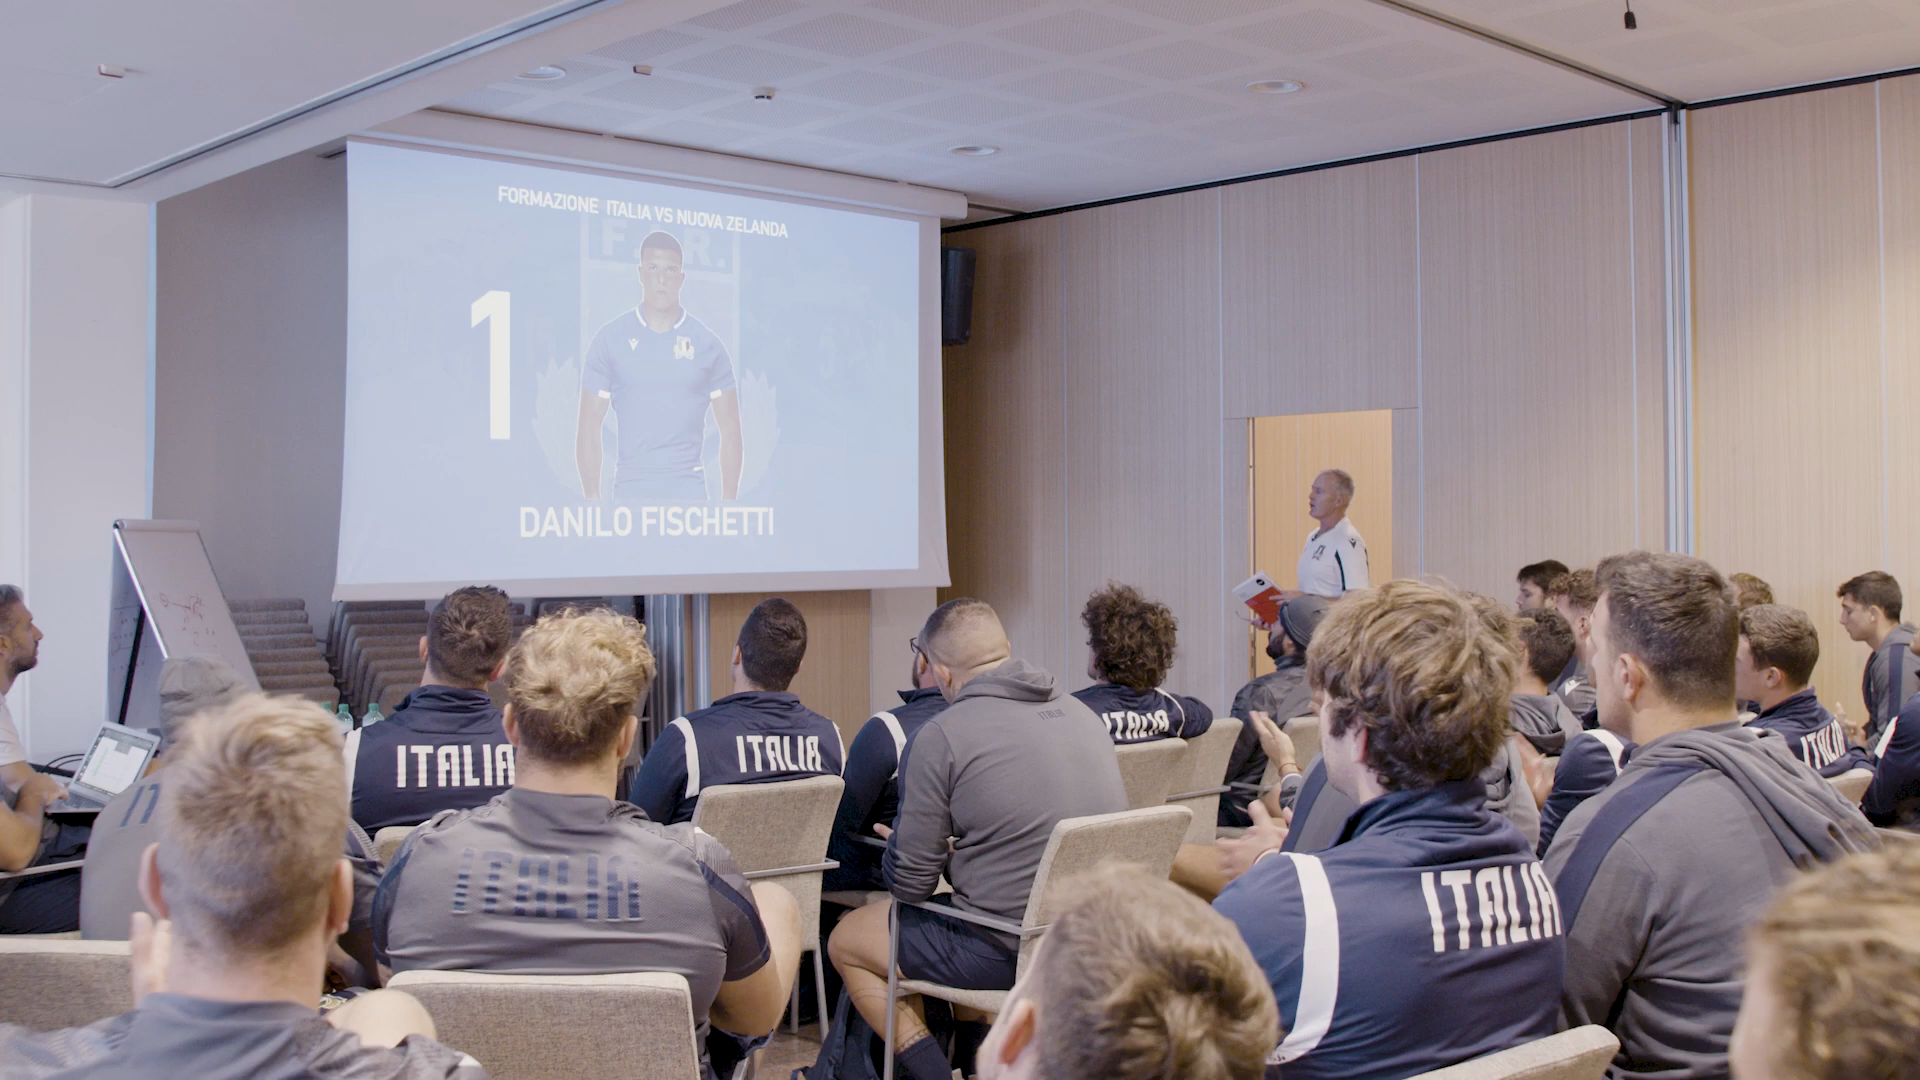 FORMAZIONE ITALIA VS NUOVA ZELANDA
F.I.R.
1
DANILO FISCHETTI
ITALIA
ITALIA
ITALIA
ITALIA
ITALIA
ITALIA
ITALIA